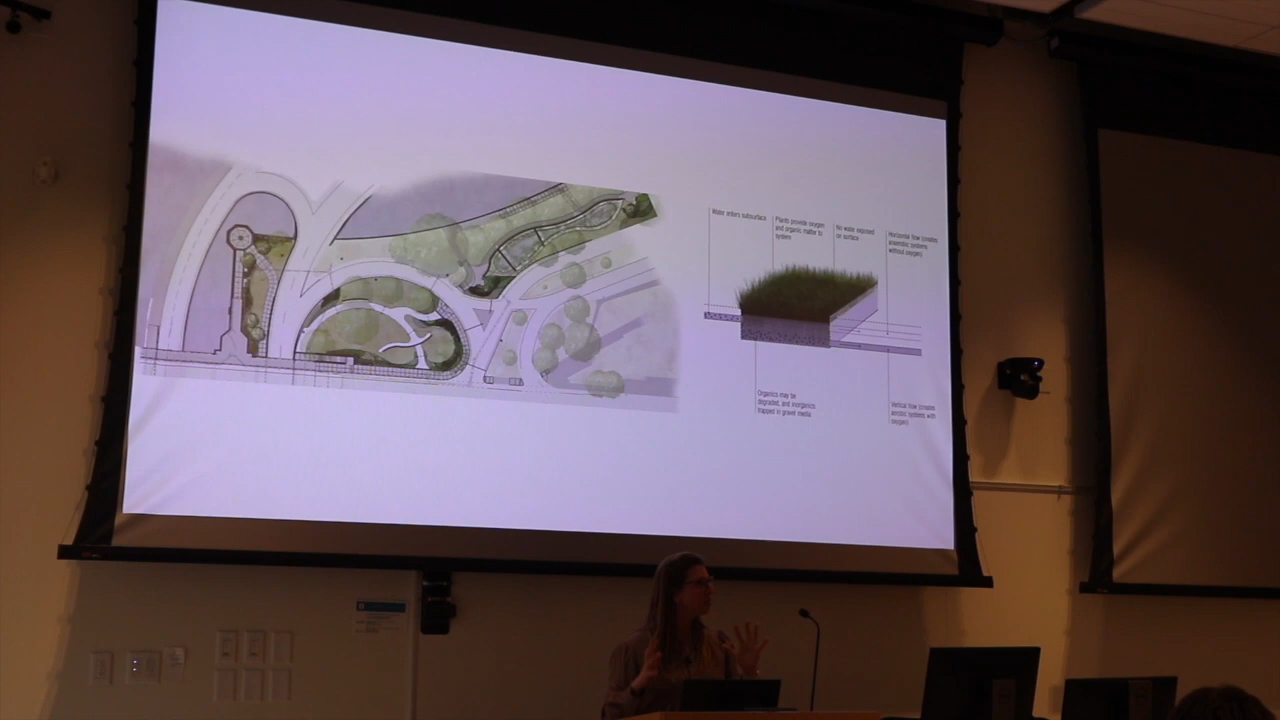 Water enters subsurface
Plants provide oxygen
and organic matter to
system
No water exposed
on surface
Horizontal flow (creates
anaerobic systems
without oxygen)
Organics may be
degraded, and inorganics
trapped in gravel media
Vertical flow (creates
aerobic systems with
oxygen)